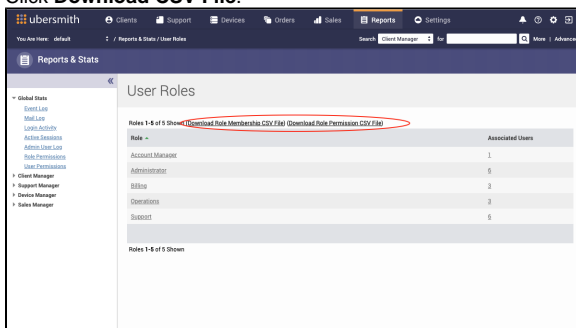 Click Download CSV File.
ubersmith Clients Support Devices Orders Sales Reports Settings
You Are Here: default / Reports & Stats / User Roles Search Client Manager for More | Advanced
Reports & Stats
User Roles
Global Stats
Event Log
Mail Log
Login Activity
Active Sessions
Admin User Log
Role Permissions
User Permissions
Client Manager
Support Manager
Device Manager
Sales Manager
Roles 1-5 of 5 Shown (Download Role Membership CSV File) (Download Role Permission CSV File)
Role Associated Users
Account Manager 1
Administrator 6
Billing 3
Operations 3
Support 6
Roles 1-5 of 5 Shown